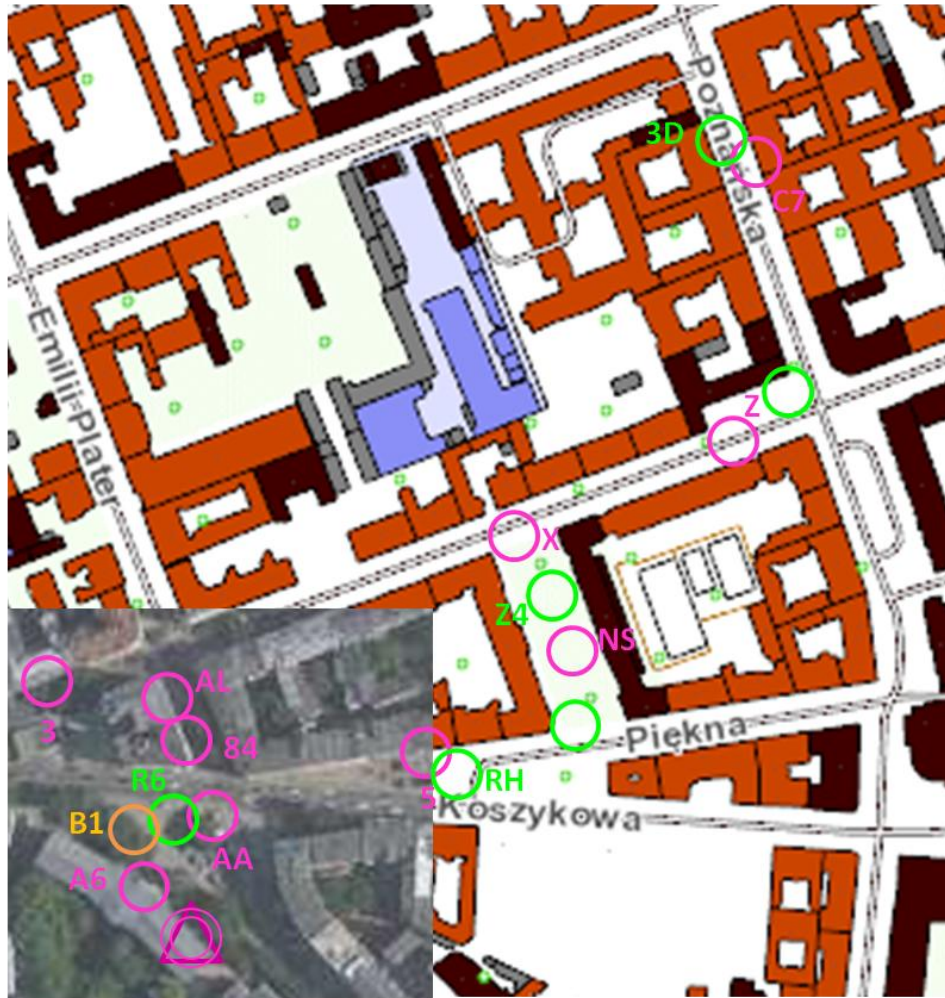 3D
Poznańska
C7
Emilii Plater
Z
X
Z4
NS
AL
3
84
Piękna
5
RH
R6
Koszykowa
B1
AA
A6